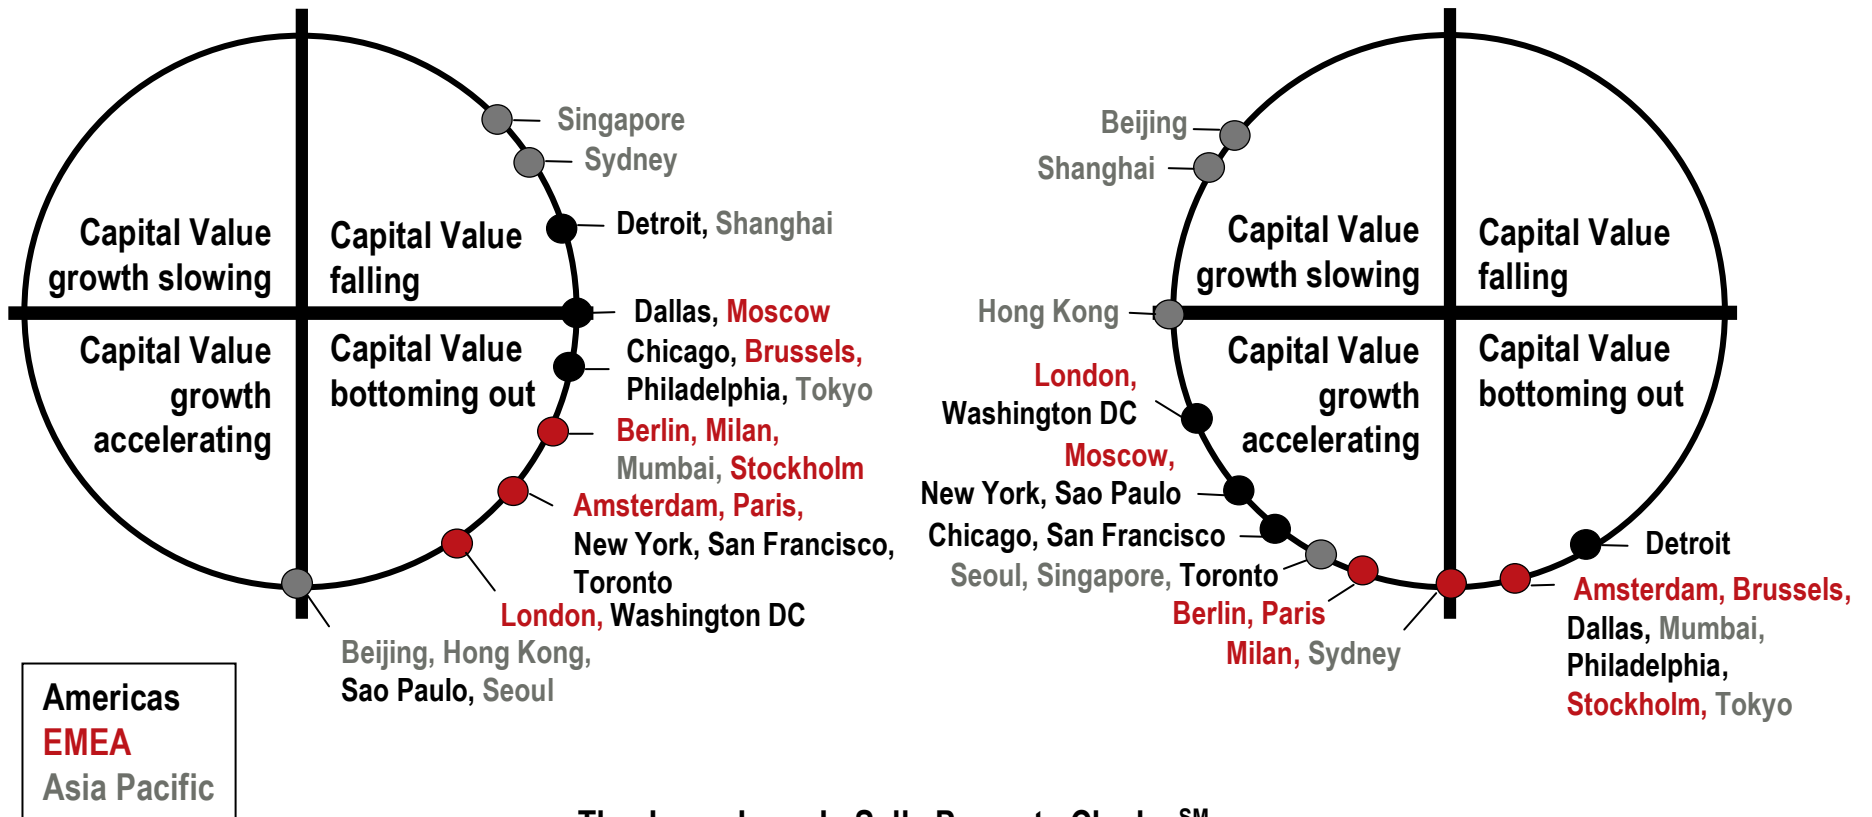 Singapore
Sydney
Detroit, Shanghai
Capital Value
growth slowing
Capital Value
falling
Dallas, Moscow
Chicago, Brussels,
Philadelphia, Tokyo
Capital Value
growth
accelerating
Capital Value
bottoming out
Berlin, Milan,
Mumbai, Stockholm
Amsterdam, Paris,
New York, San Francisco,
Toronto
London, Washington DC
Beijing, Hong Kong,
Sao Paulo, Seoul
Americas
EMEA
Asia Pacific
Beijing
Shanghai
Capital Value
growth slowing
Capital Value
falling
Hong Kong
Capital Value
growth
accelerating
Capital Value
bottoming out
London,
Washington DC
Moscow,
New York, Sao Paulo
Chicago, San Francisco
Seoul, Singapore, Toronto
Berlin, Paris
Milan, Sydney
Detroit
Amsterdam, Brussels,
Dallas, Mumbai,
Philadelphia,
Stockholm, Tokyo
SM